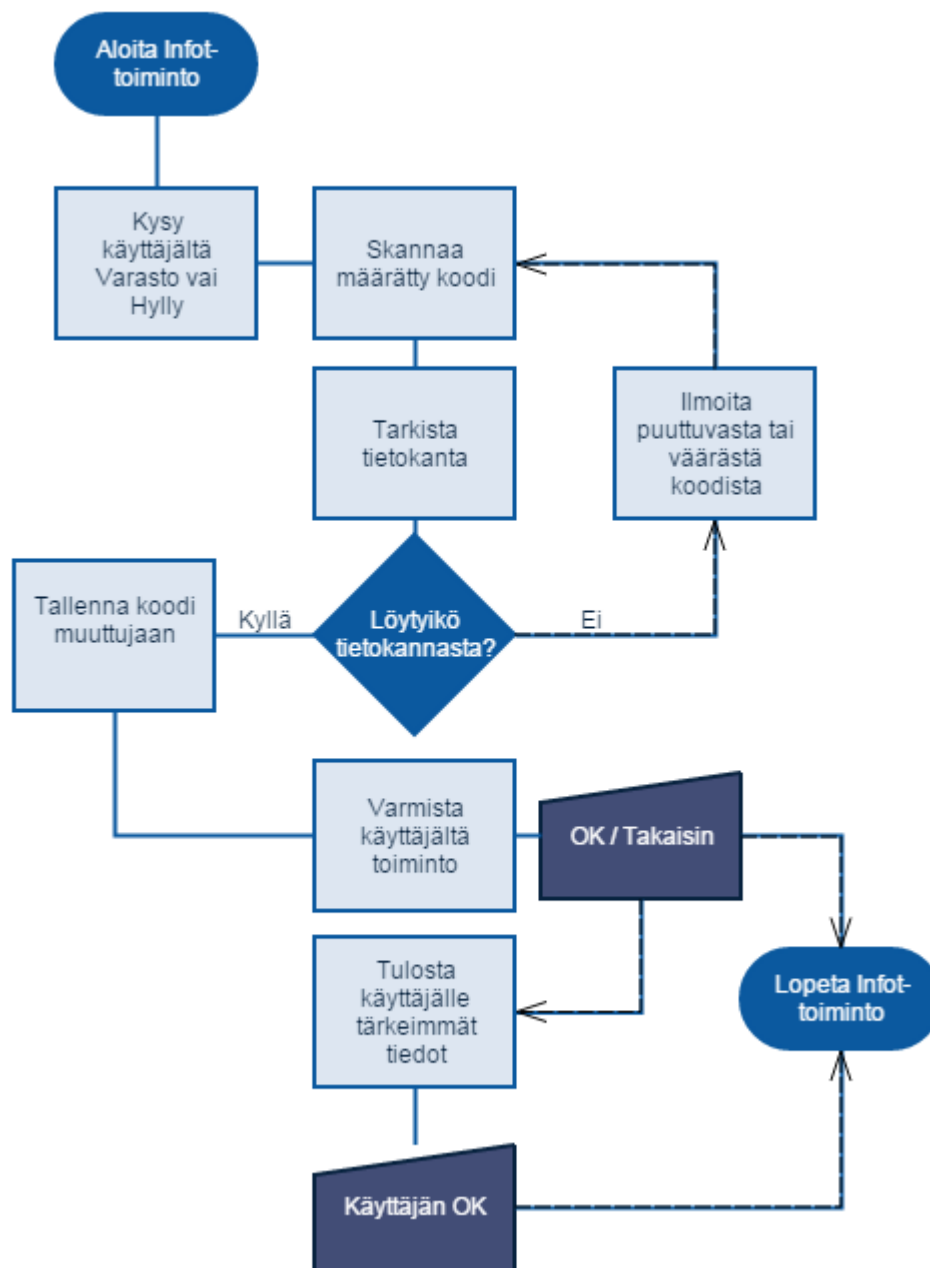 Aloita Infot-
toiminto
Kysy
käyttäjältä
Varasto vai
Hylly
Skannaa
määrätty koodi
Tarkista
tietokanta
Ilmoita
puuttuvasta tai
väärästä
koodista
Löytyikö
tietokannasta?
Kyllä
Ei
Tallenna koodi
muuttujaan
Varmista
käyttäjältä
toiminto
OK / Takaisin
Tulosta
käyttäjälle
tärkeimmät
tiedot
Lopeta Infot-
toiminto
Käyttäjän OK